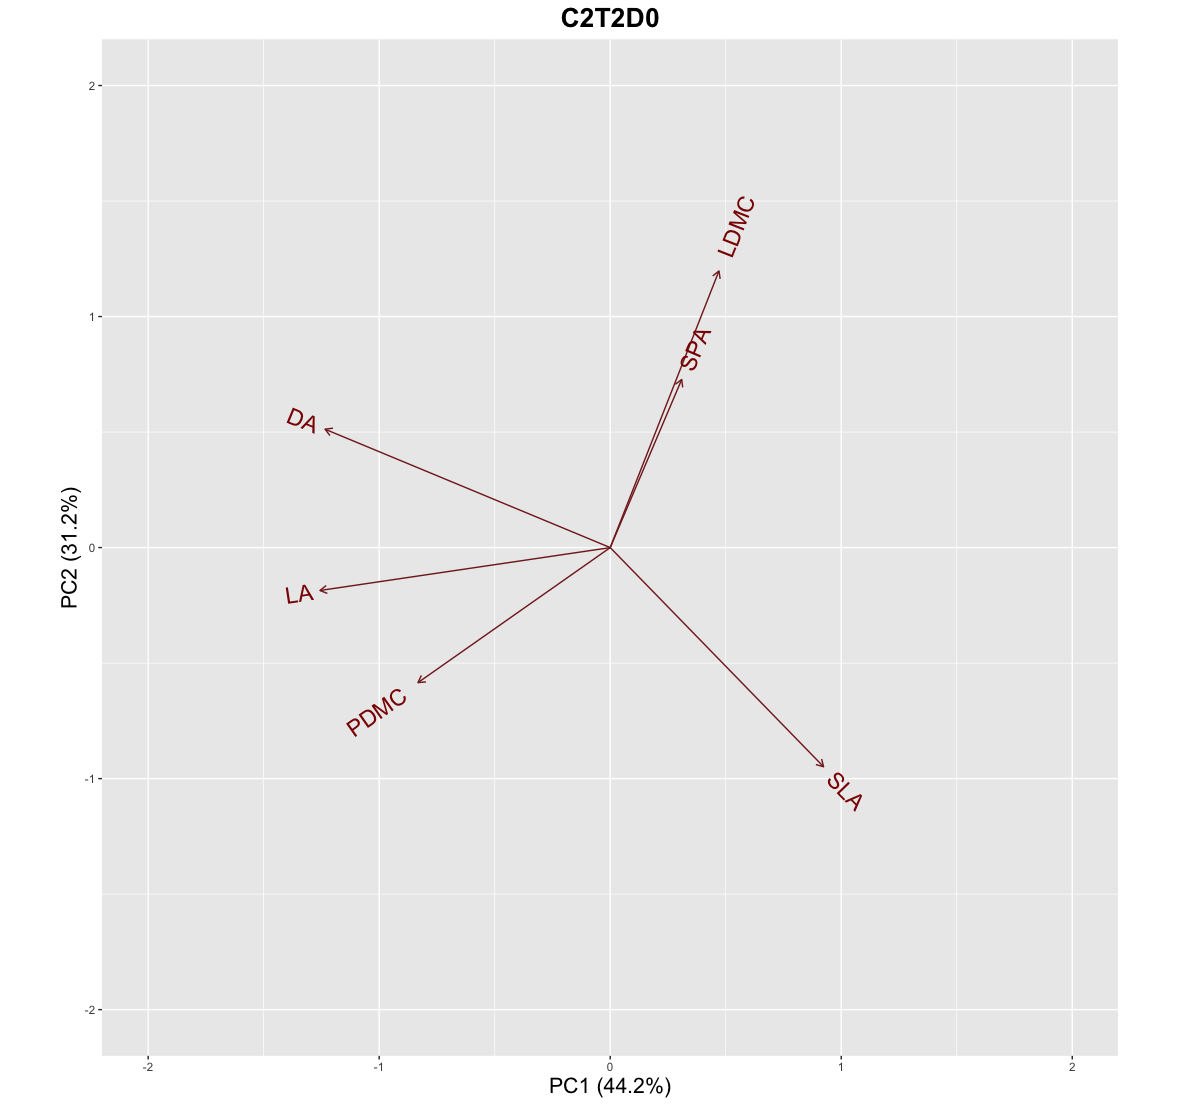 C2T2D0
2
1
0
-1
-2
PC2 (31.2%)
LDMC
SPA
DA
LA
PDMC
SLA
-2
-1
0
1
2
PC1 (44.2%)